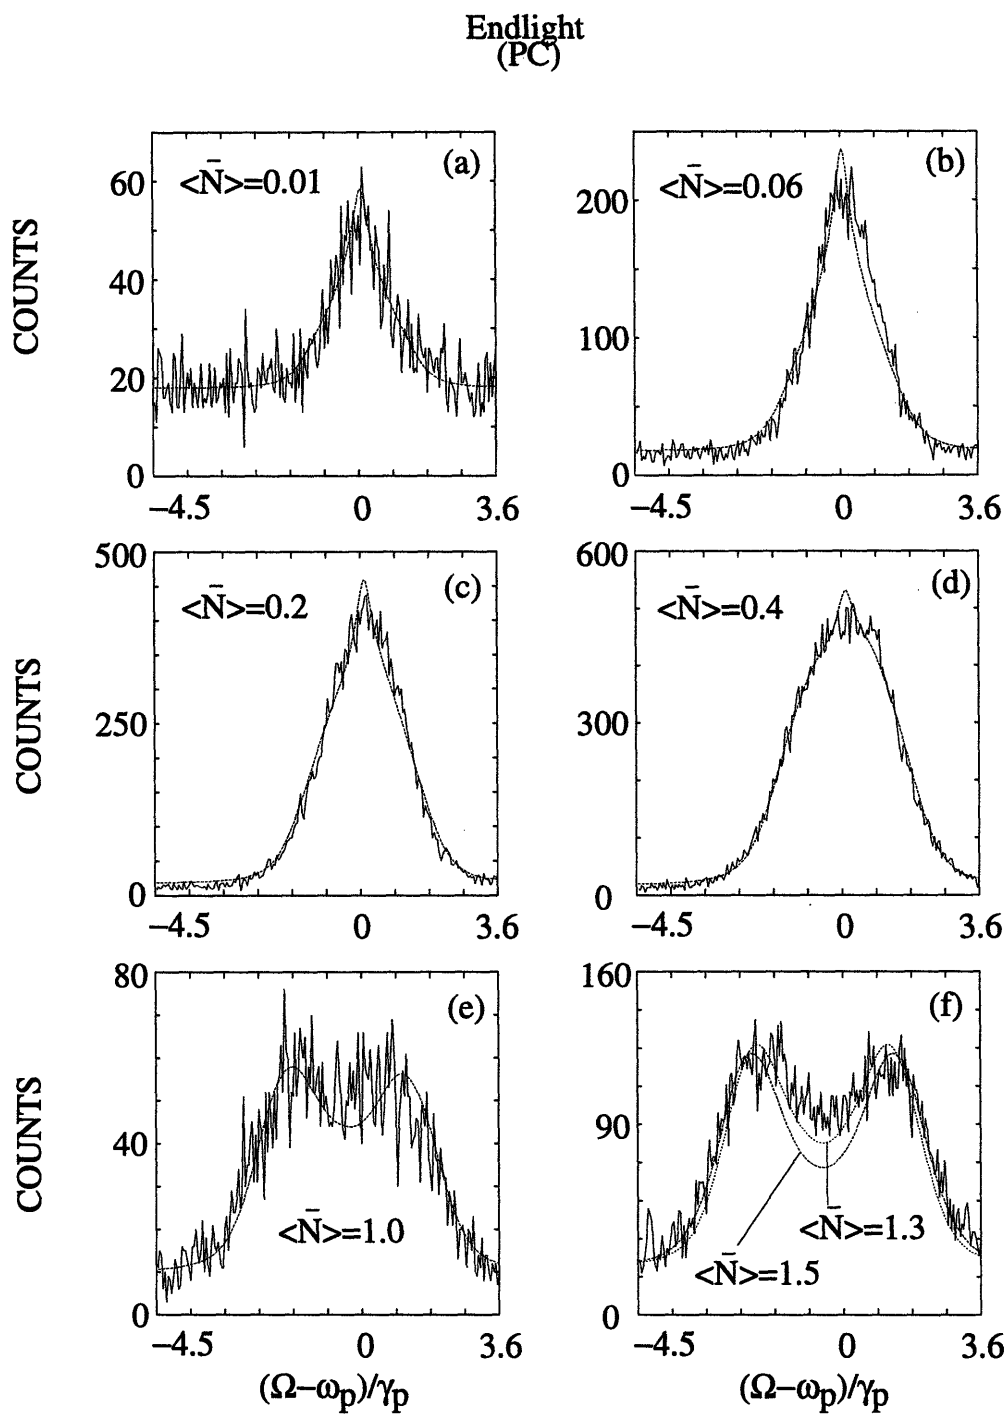 Endlight
(PC)
(a)
<N̄>=0.01
60
40
20
0
COUNTS
−4.5 0 3.6
(b)
<N̄>=0.06
200
100
0
−4.5 0 3.6
(c)
<N̄>=0.2
500
250
0
COUNTS
−4.5 0 3.6
(d)
<N̄>=0.4
600
300
0
−4.5 0 3.6
(e)
80
40
0
<N̄>=1.0
COUNTS
−4.5 0 3.6
(Ω−ωp)/γp
(f)
160
90
0
<N̄>=1.3
<N̄>=1.5
−4.5 0 3.6
(Ω−ωp)/γp